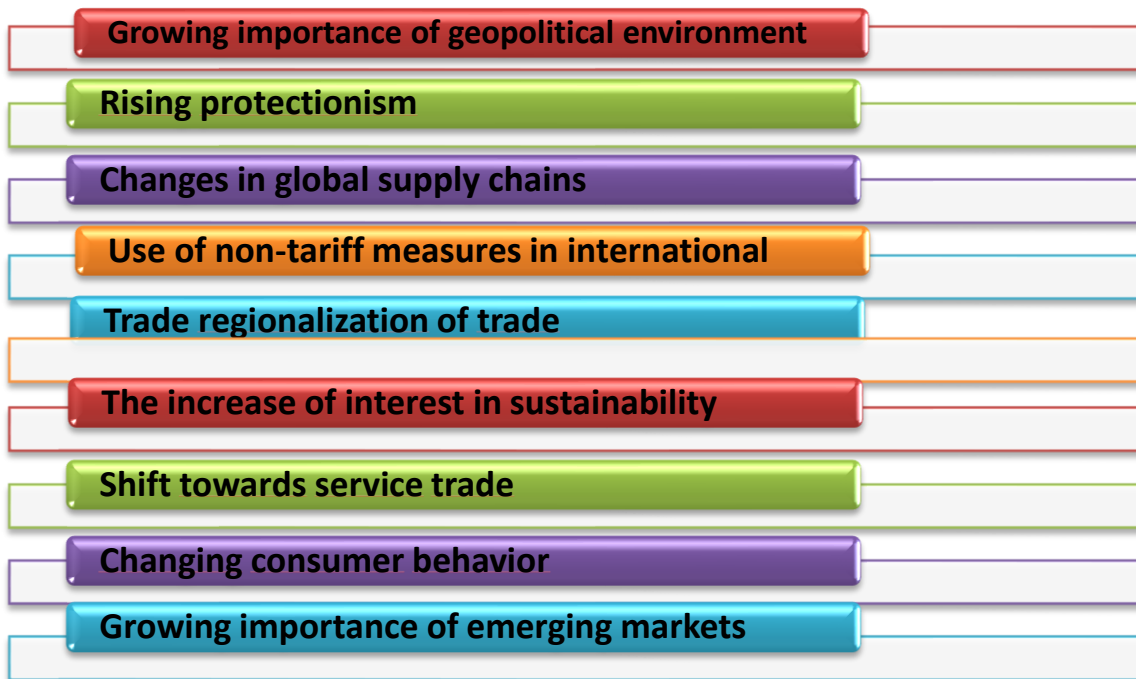 Growing importance of geopolitical environment
Rising protectionism
Changes in global supply chains
Use of non-tariff measures in international
Trade regionalization of trade
The increase of interest in sustainability
Shift towards service trade
Changing consumer behavior
Growing importance of emerging markets